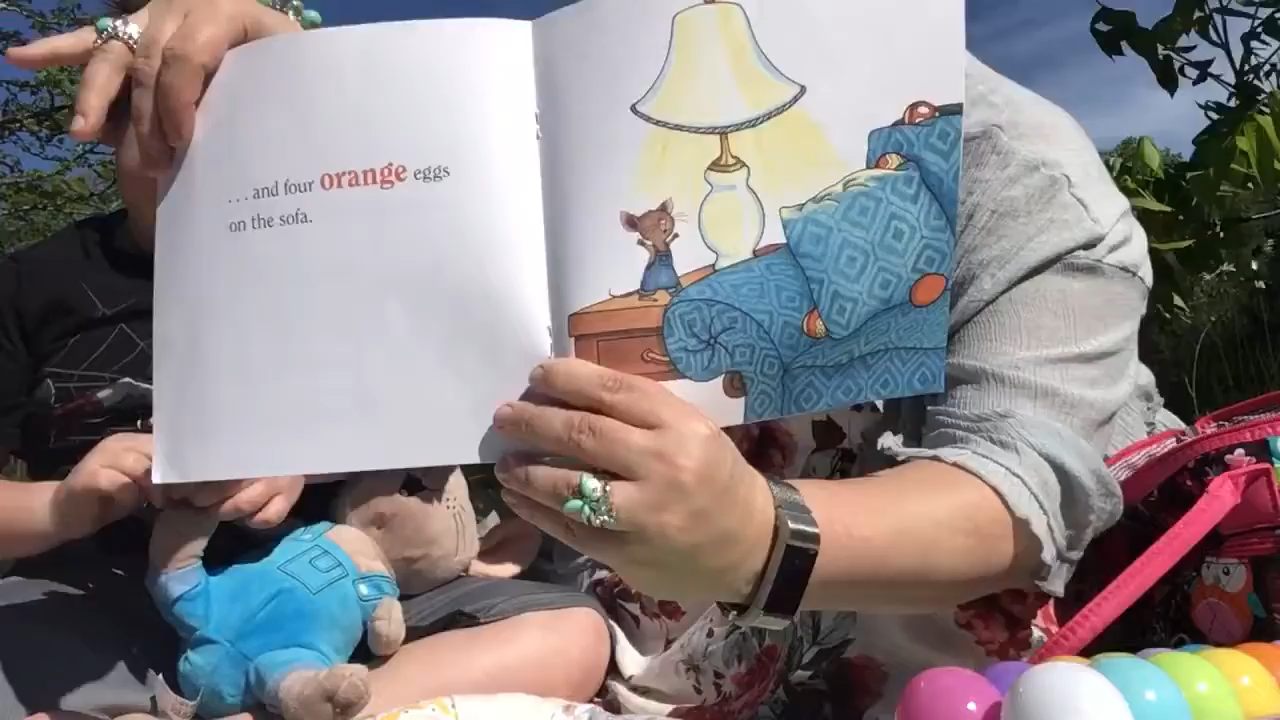 . . . and four orange eggs
on the sofa.